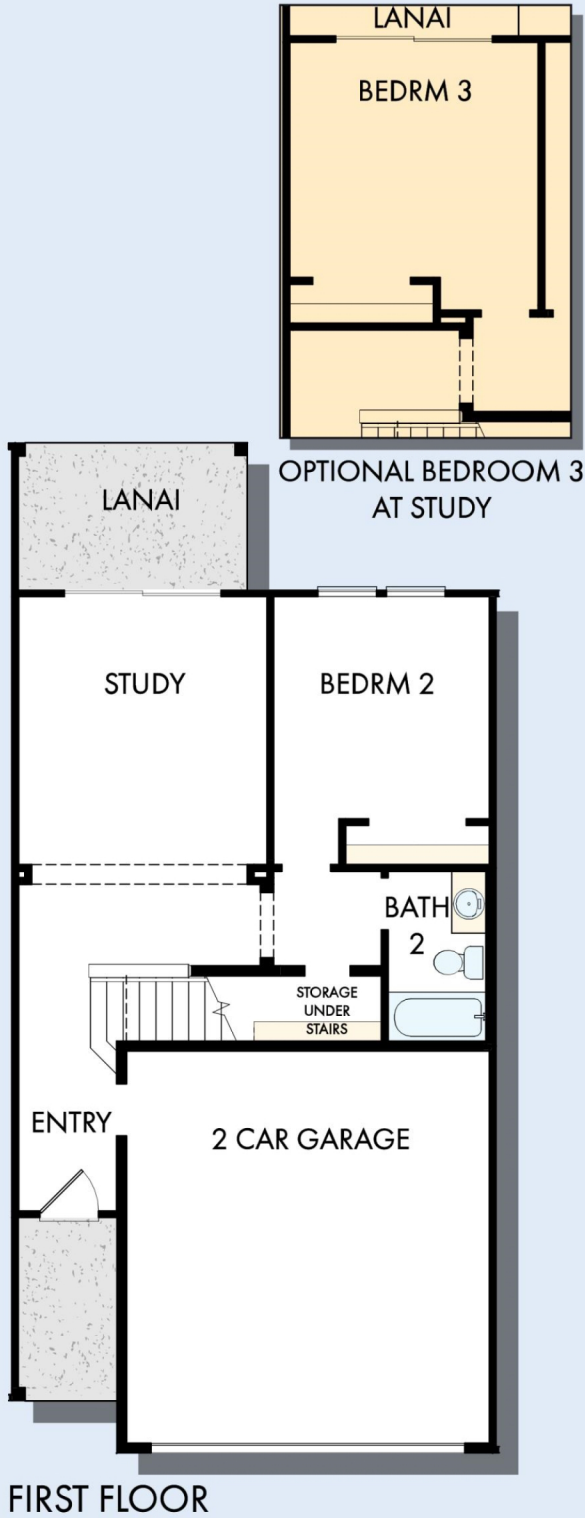 LANAI
BEDRM 3
OPTIONAL BEDROOM 3
AT STUDY
LANAI
STUDY
BEDRM 2
BATH
2
STORAGE
UNDER
STAIRS
ENTRY
2 CAR GARAGE
FIRST FLOOR